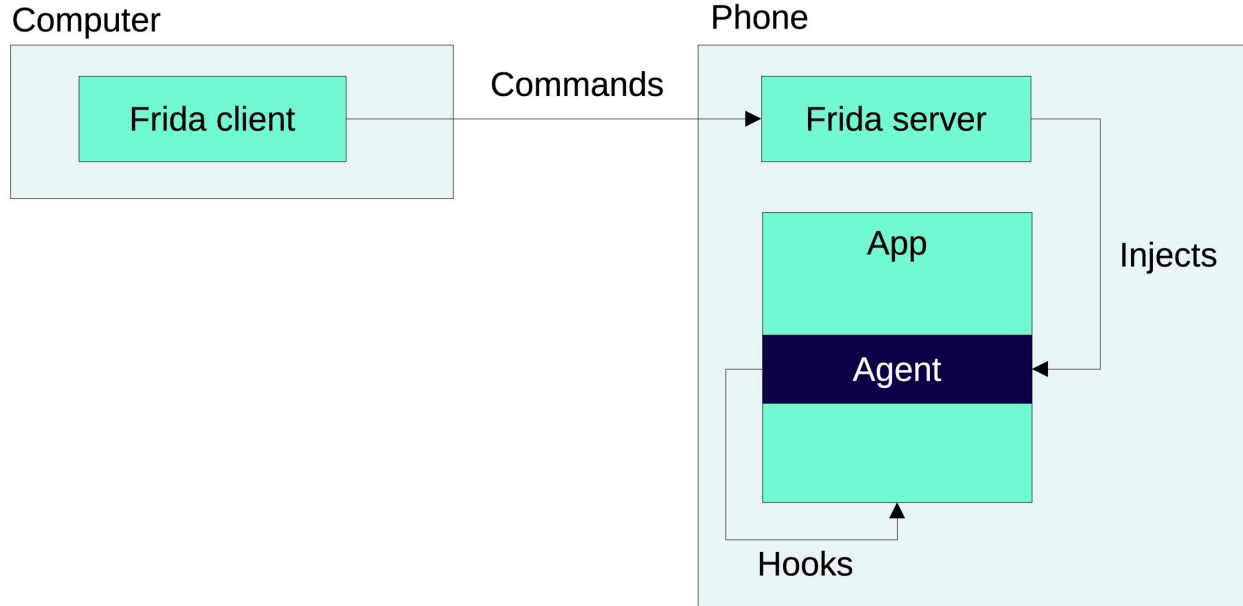 Computer
Phone
Frida client
Commands
Frida server
App
Injects
Agent
Hooks